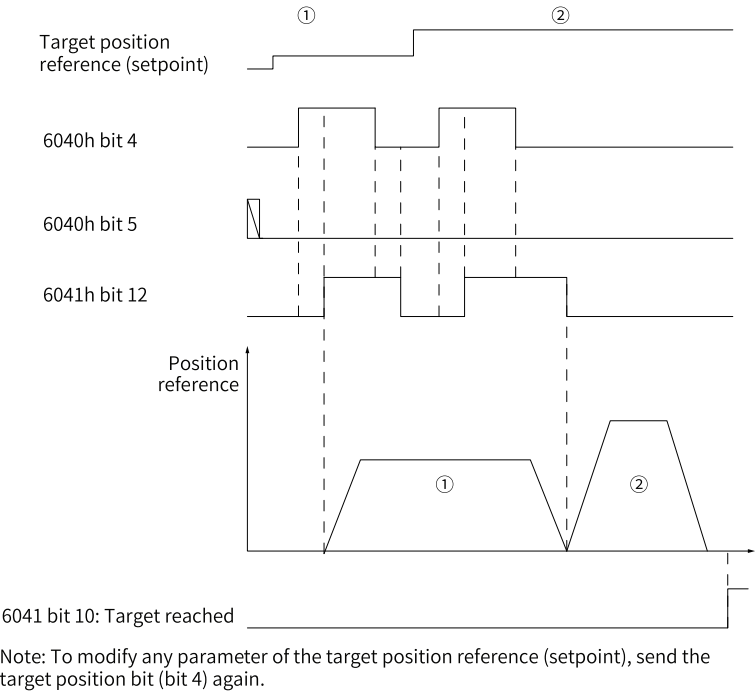 ① ②
Target position
reference (setpoint)
6040h bit 4
6040h bit 5
6041h bit 12
Position
reference
① ②
6041 bit 10: Target reached
Note: To modify any parameter of the target position reference (setpoint), send the
target position bit (bit 4) again.